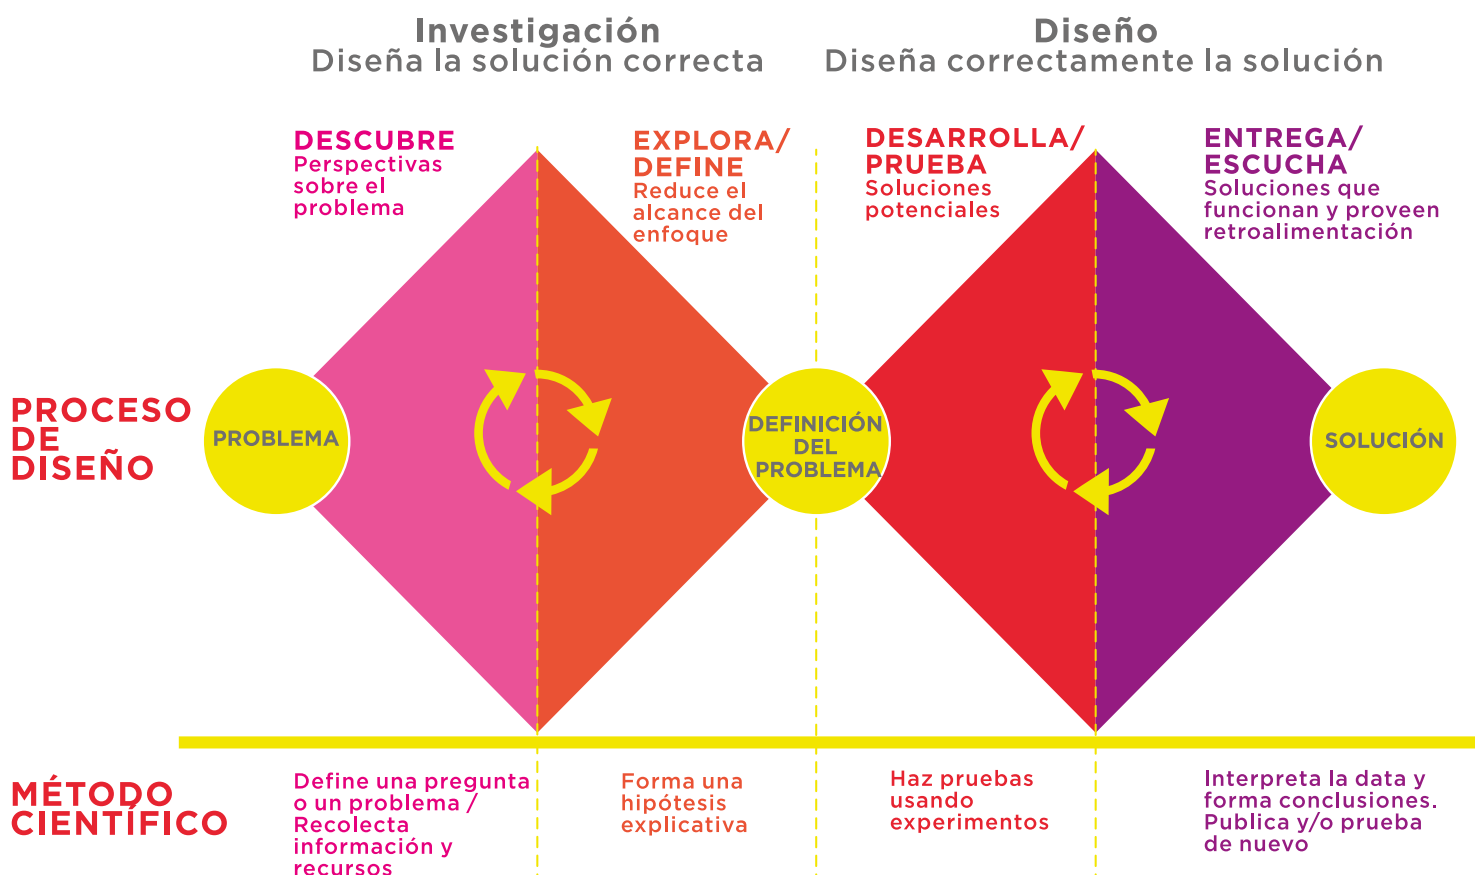 Investigación
Diseña la solución correcta
Diseño
Diseña correctamente la solución
DESCUBRE
Perspectivas
sobre el
problema
EXPLORA/
DEFINE
Reduce el
alcance del
enfoque
DESARROLLA/
PRUEBA
Soluciones
potenciales
ENTREGA/
ESCUCHA
Soluciones que
funcionan y proveen
retroalimentación
PROCESO
DE
DISEÑO
PROBLEMA
DEFINICIÓN
DEL
PROBLEMA
SOLUCIÓN
MÉTODO
CIENTÍFICO
Define una pregunta
o un problema /
Recolecta
información y
recursos
Forma una
hipótesis
explicativa
Haz pruebas
usando
experimentos
Interpreta la data y
forma conclusiones.
Publica y/o prueba
de nuevo